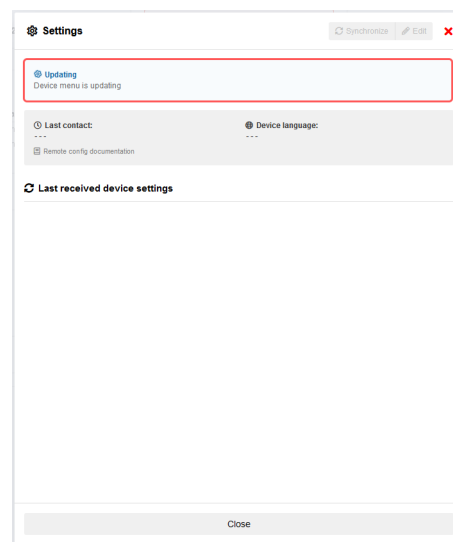 Settings
Synchronize
Edit
Updating
Device menu is updating
Last contact:
Device language:
---
---
Remote config documentation
Last received device settings
Close